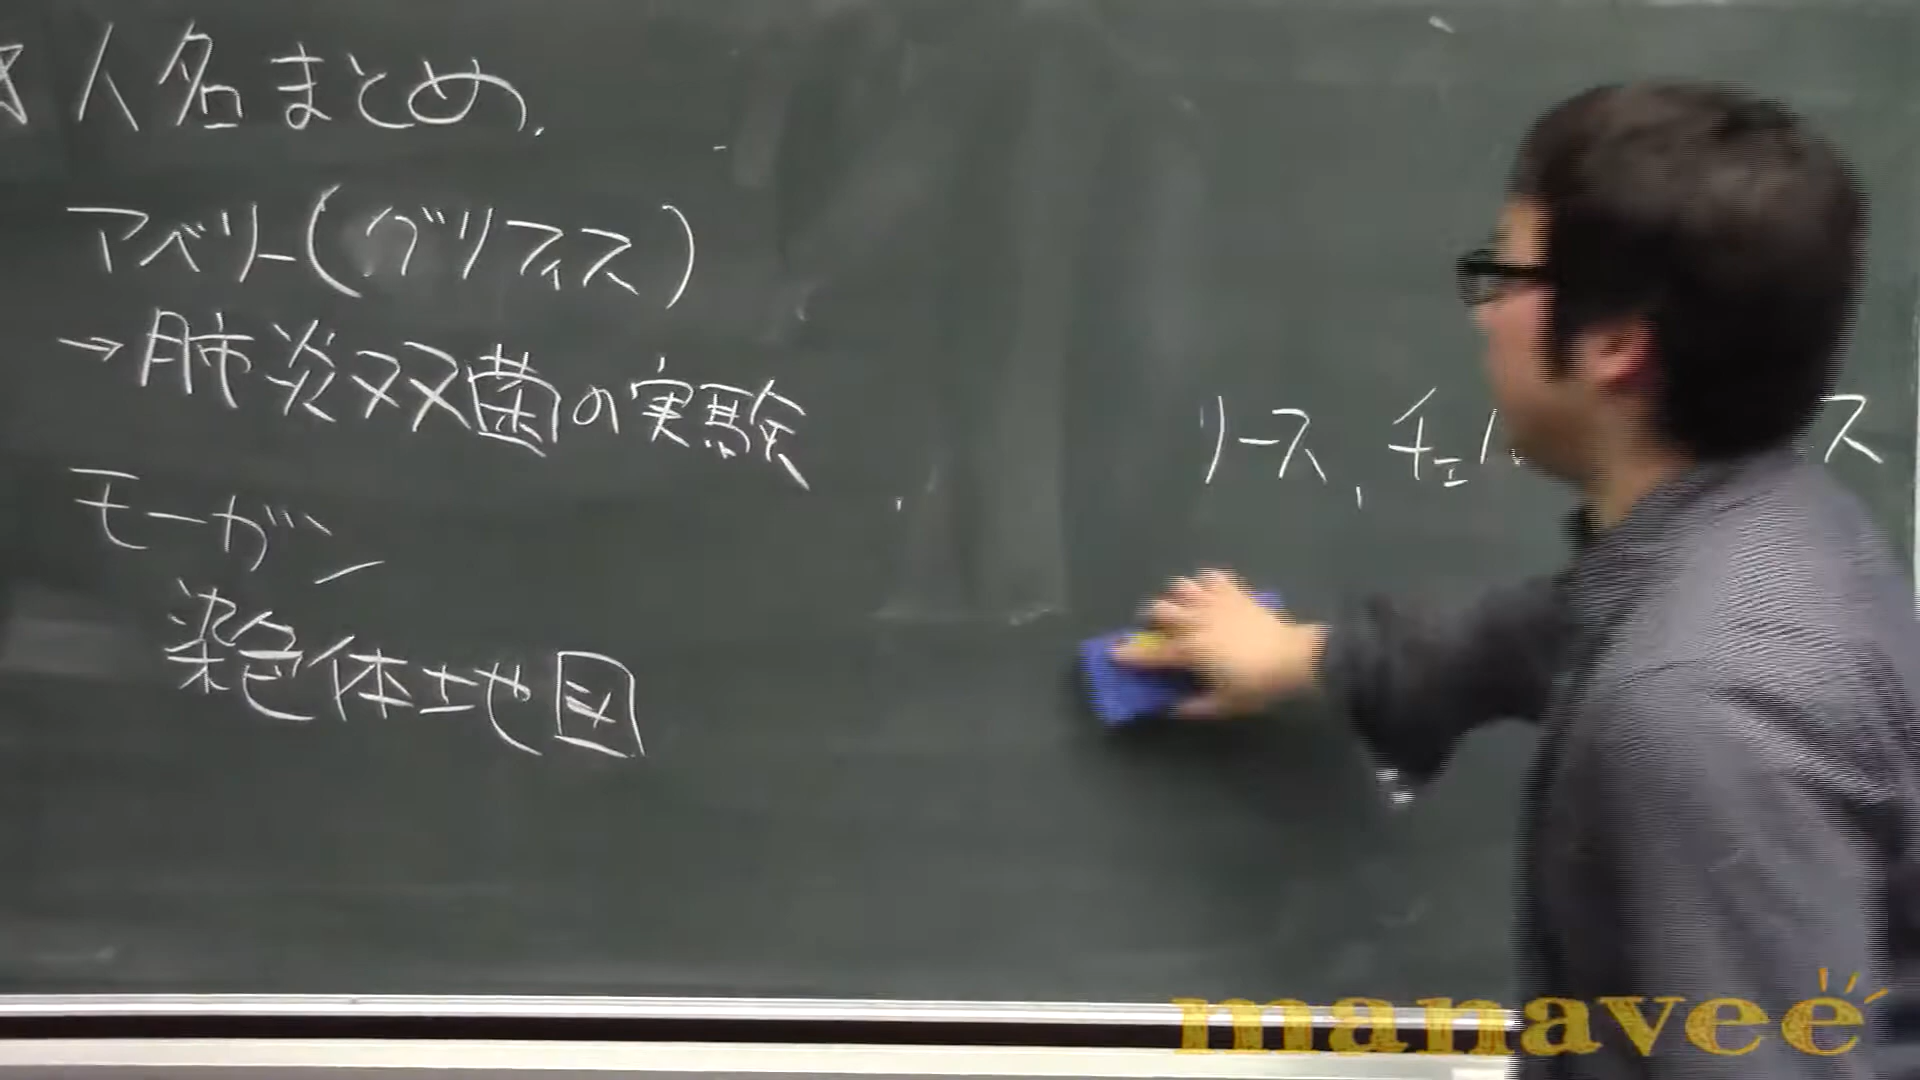 人名まとめ.
アベリー(グリフィス)
→肺炎双菌の実験
モーガン
染色体地図
リース、チェ
ス
manavee